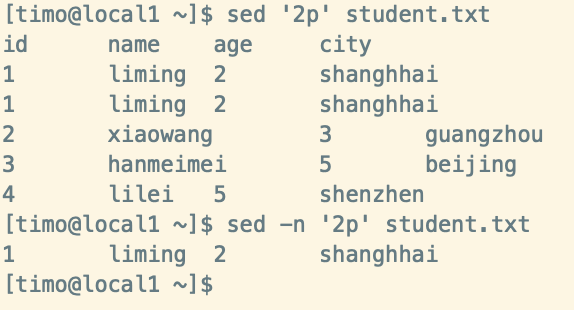 [timo@local1 ~]$ sed '2p' student.txt
id name age city
1 liming 2 shanghhai
1 liming 2 shanghhai
2 xiaowang 3 guangzhou
3 hanmeimei 5 beijing
4 lilei 5 shenzhen
[timo@local1 ~]$ sed -n '2p' student.txt
1 liming 2 shanghhai
[timo@local1 ~]$